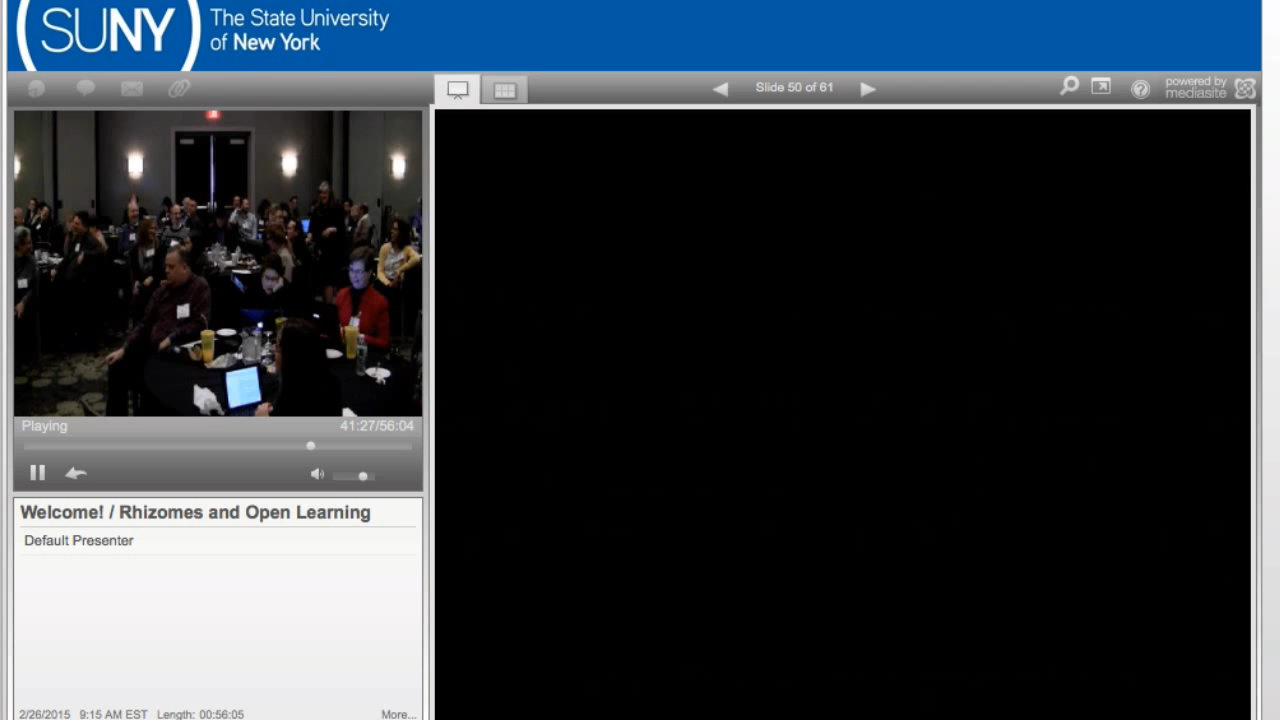 SUNY The State University
of New York
Slide 50 of 61
powered by
mediasite
Playing 41:27/56:04
Welcome! / Rhizomes and Open Learning
Default Presenter
2/26/2015 9:15 AM EST Length: 00:56:05 More...